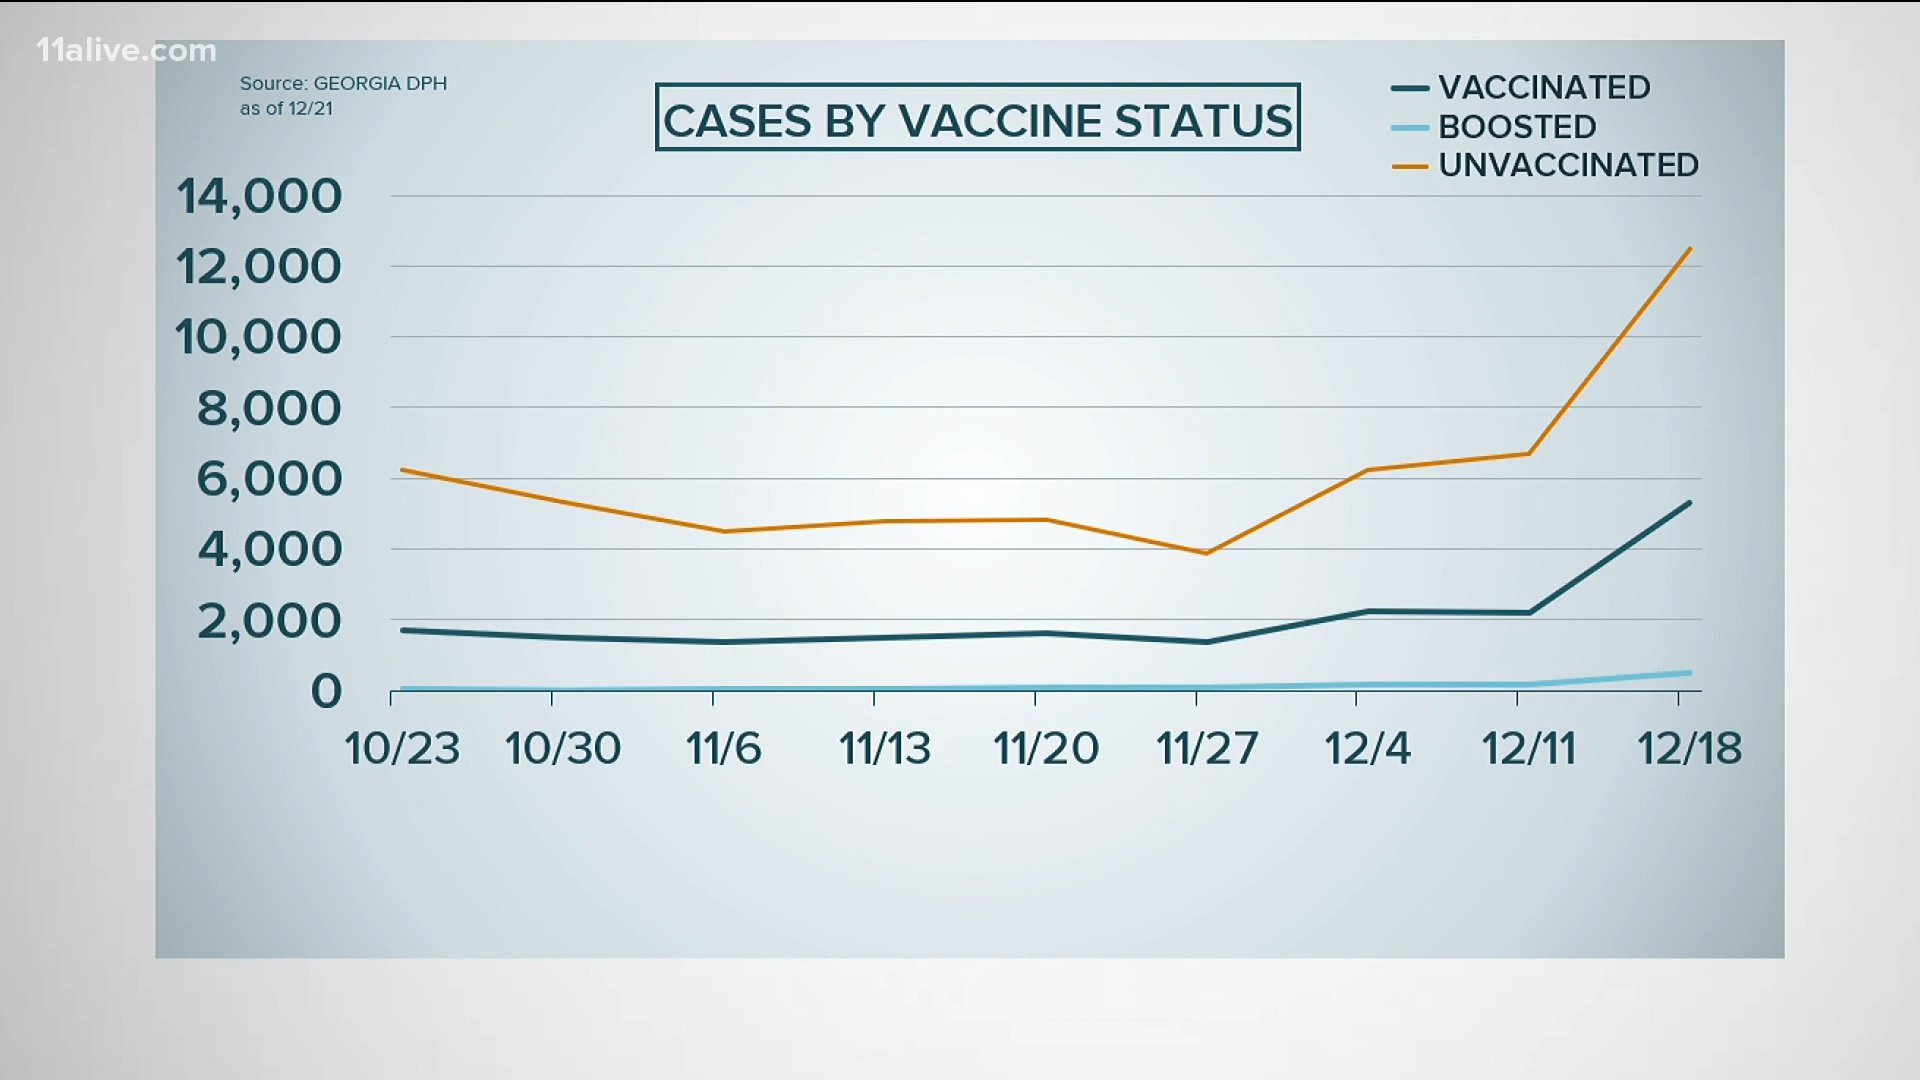 11alive.com
Source: GEORGIA DPH
as of 12/21
CASES BY VACCINE STATUS
VACCINATED
BOOSTED
UNVACCINATED
14,000
12,000
10,000
8,000
6,000
4,000
2,000
0
10/23 10/30 11/6 11/13 11/20 11/27 12/4 12/11 12/18